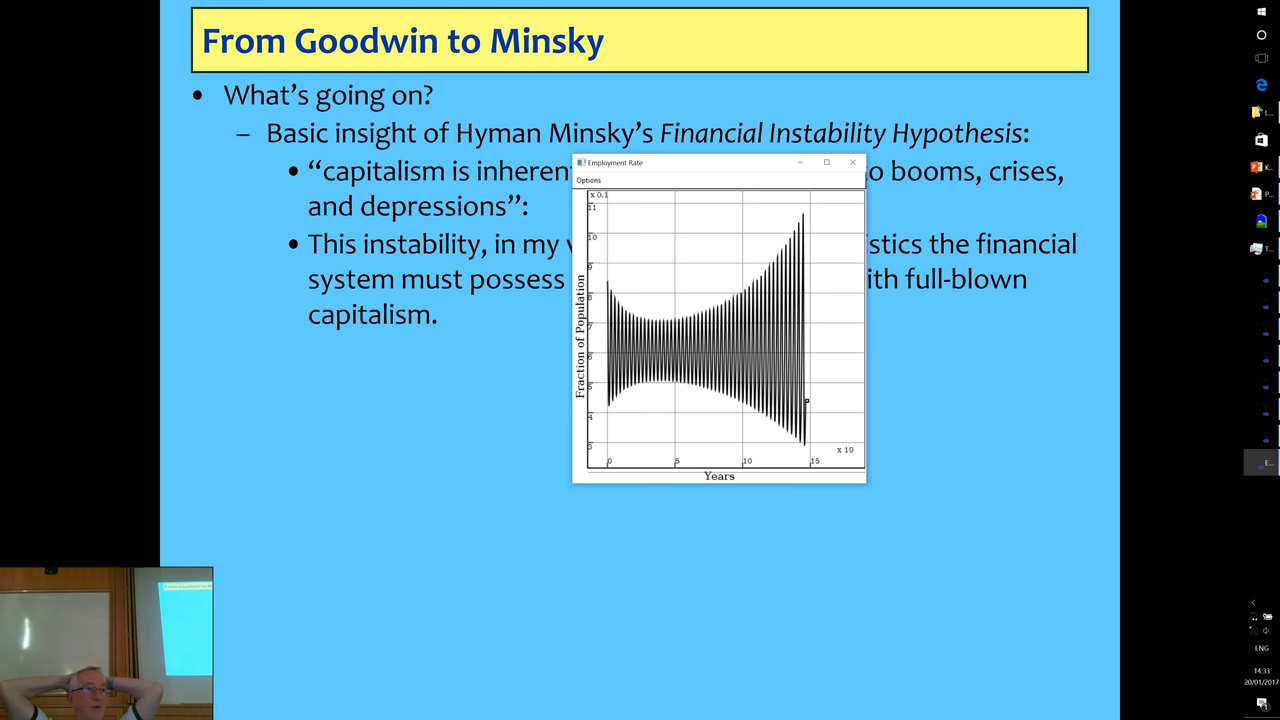 From Goodwin to Minsky
• What's going on?
– Basic insight of Hyman Minsky's Financial Instability Hypothesis:
• “capitalism is inheren o booms, crises,
and depressions”:
• This instability, in my v istics the financial
system must possess ith full-blown
capitalism.
Employment Rate
Options
x 0.1
11
10
9
8
7
6
5
4
3
Fraction of Population
0 5 10 15
x 10
Years
ENG
14:33
20/01/2017